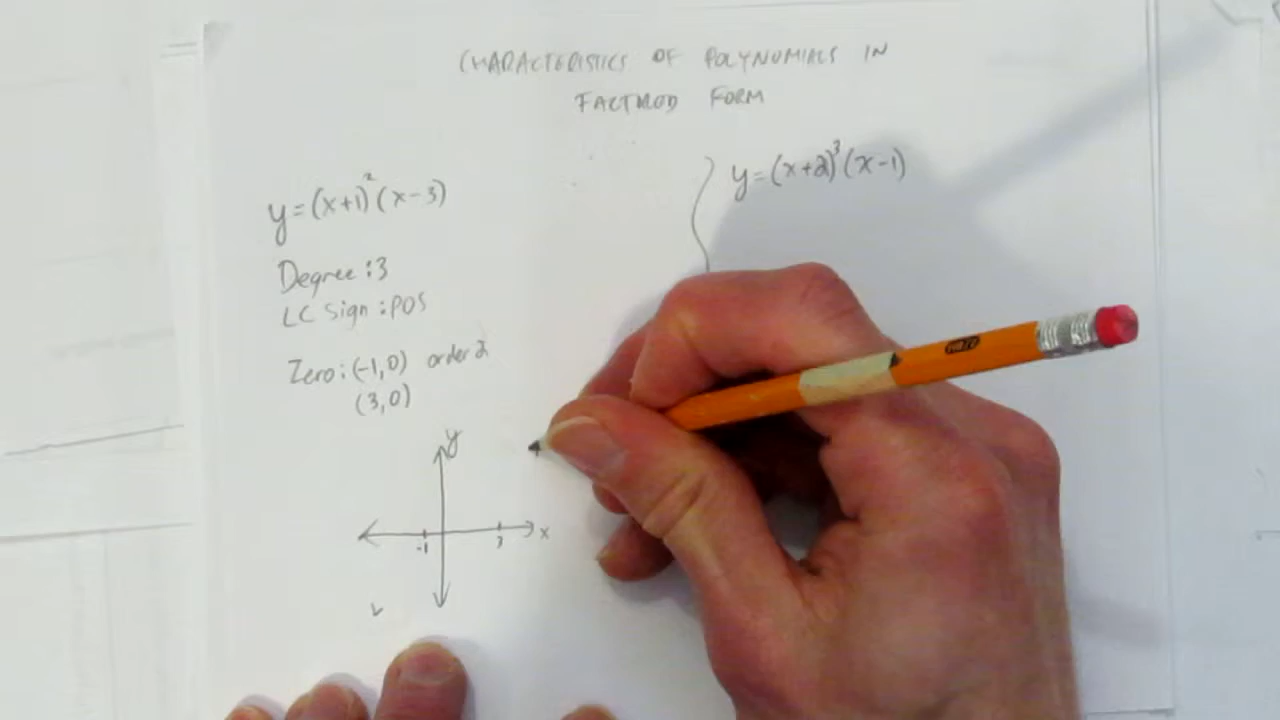 CHARACTERISTICS OF POLYNOMIALS IN
FACTORED FORM
y=(x+1)²(x-3)
Degree:3
LC Sign:POS
Zero:(-1,0) order 2
(3,0)
y
x
-1
3
y=(x+2)³(x-1)